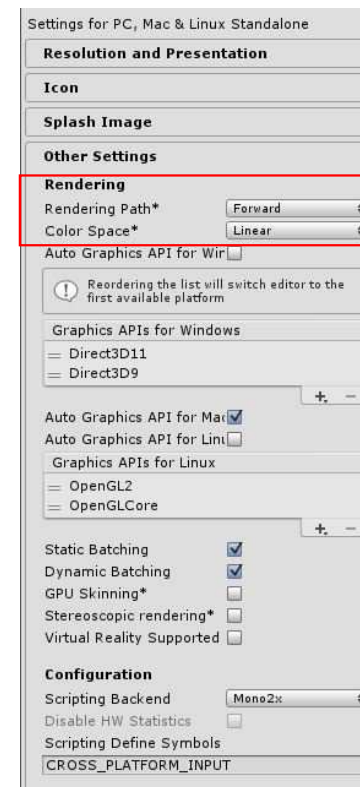 Settings for PC, Mac & Linux Standalone
Resolution and Presentation
Icon
Splash Image
Other Settings
Rendering
Rendering Path* Forward
Color Space* Linear
Auto Graphics API for Win
Reordering the list will switch editor to the
first available platform
Graphics APIs for Windows
= Direct3D11
= Direct3D9
+ -
Auto Graphics API for Mac
Auto Graphics API for Linu
Graphics APIs for Linux
= OpenGL2
= OpenGLCore
+ -
Static Batching
Dynamic Batching
GPU Skinning*
Stereoscopic rendering*
Virtual Reality Supported
Configuration
Scripting Backend Mono2x
Disable HW Statistics
Scripting Define Symbols
CROSS_PLATFORM_INPUT